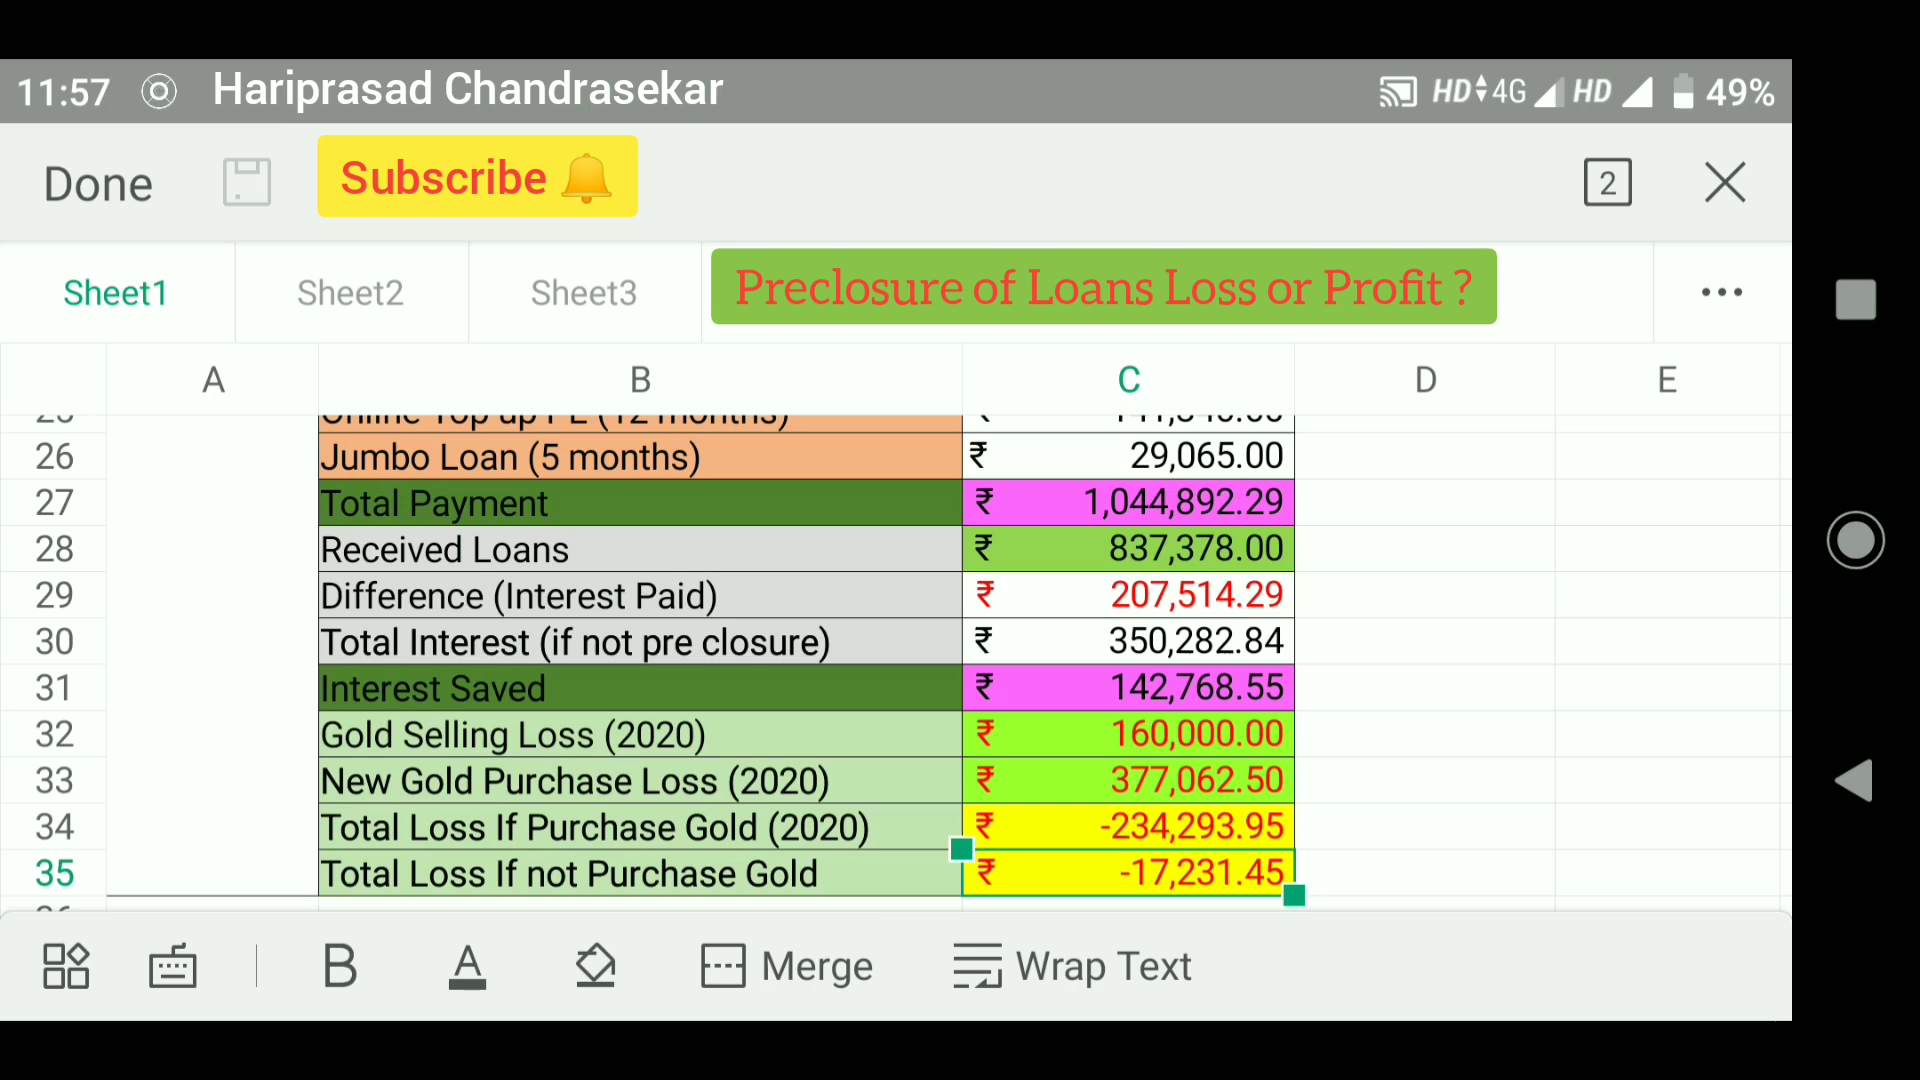 11:57 Hariprasad Chandrasekar HD 4G HD 49%
Done Subscribe 2
Sheet1 Sheet2 Sheet3 Preclosure of Loans Loss or Profit ?
A B C D E
26 Jumbo Loan (5 months) ₹ 29,065.00
27 Total Payment ₹ 1,044,892.29
28 Received Loans ₹ 837,378.00
29 Difference (Interest Paid) ₹ 207,514.29
30 Total Interest (if not pre closure) ₹ 350,282.84
31 Interest Saved ₹ 142,768.55
32 Gold Selling Loss (2020) ₹ 160,000.00
33 New Gold Purchase Loss (2020) ₹ 377,062.50
34 Total Loss If Purchase Gold (2020) ₹ -234,293.95
35 Total Loss If not Purchase Gold ₹ -17,231.45
B A Merge Wrap Text